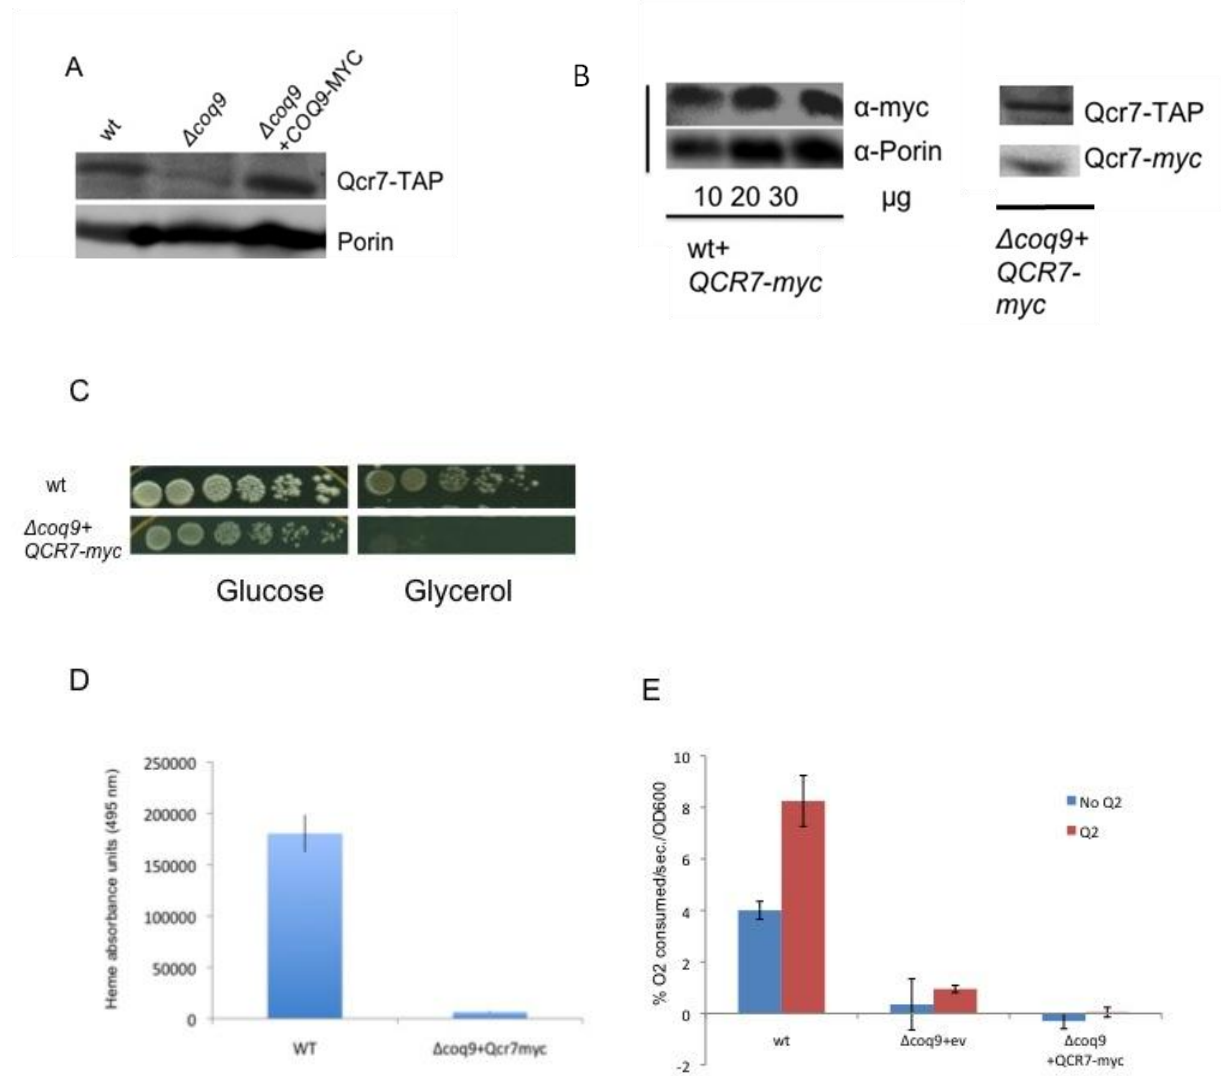 A
wt
Δcoq9
Δcoq9
+COQ9-MYC
Qcr7-TAP
Porin
B
α-myc
α-Porin
10 20 30
μg
wt+
QCR7-myc
Qcr7-TAP
Qcr7-myc
Δcoq9+
QCR7-
myc
C
wt
Δcoq9+
QCR7-myc
Glucose
Glycerol
D
Heme absorbance units (495 nm)
250000
200000
150000
100000
50000
0
WT
Δcoq9+Qcr7myc
E
% O2 consumed/sec./OD600
10
8
6
4
2
0
-2
No Q2
Q2
wt
Δcoq9+ev
Δcoq9
+QCR7-myc